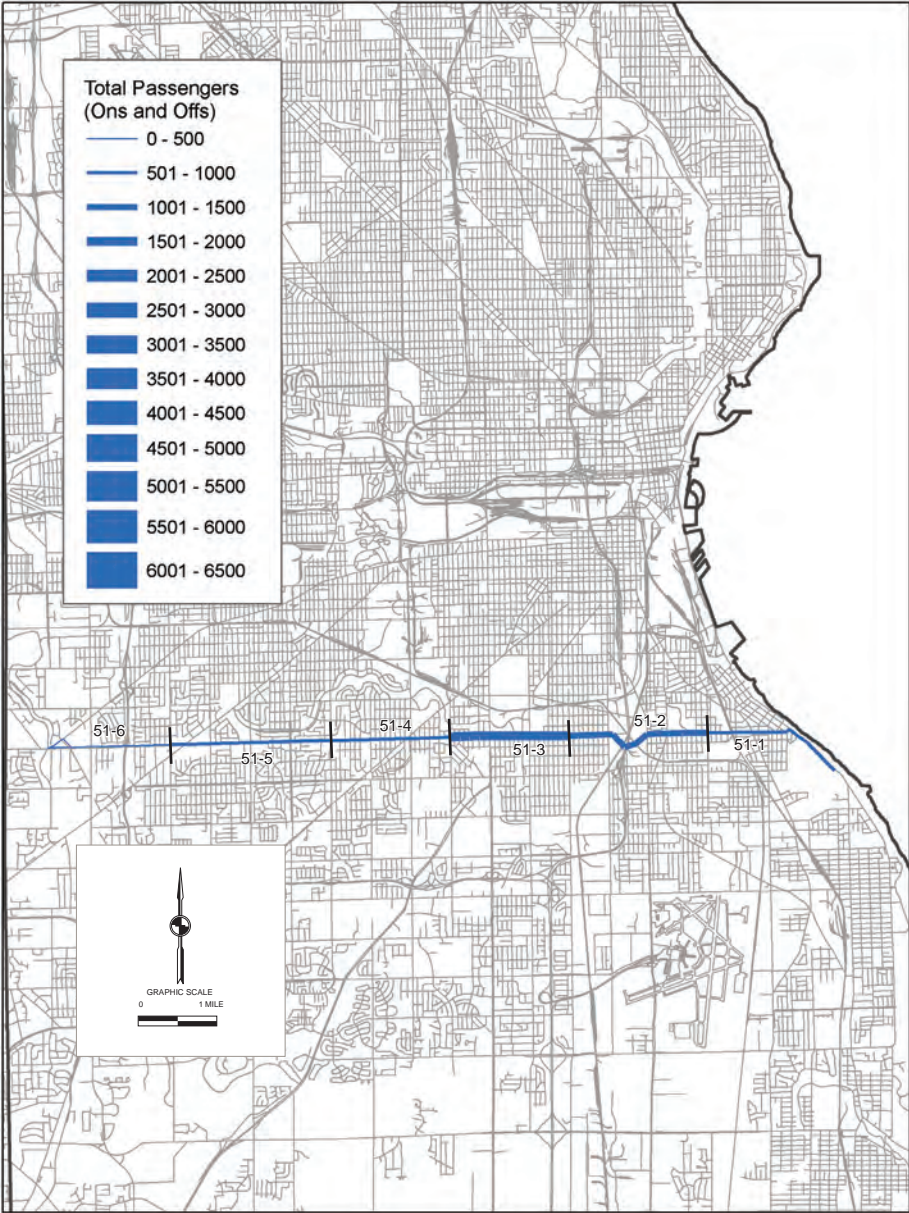 Total Passengers
(Ons and Offs)
0 - 500
501 - 1000
1001 - 1500
1501 - 2000
2001 - 2500
2501 - 3000
3001 - 3500
3501 - 4000
4001 - 4500
4501 - 5000
5001 - 5500
5501 - 6000
6001 - 6500
51-6
51-5
51-4
51-3
51-2
51-1
GRAPHIC SCALE
0 1 MILE